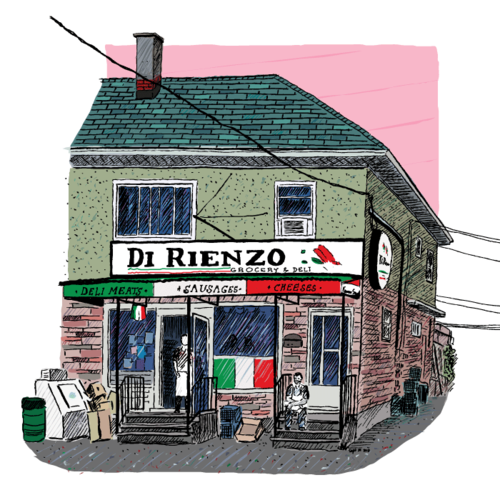 DI RIENZO
GROCERY & DELI
• DELI MEATS •
• SAUSAGES •
• CHEESES •